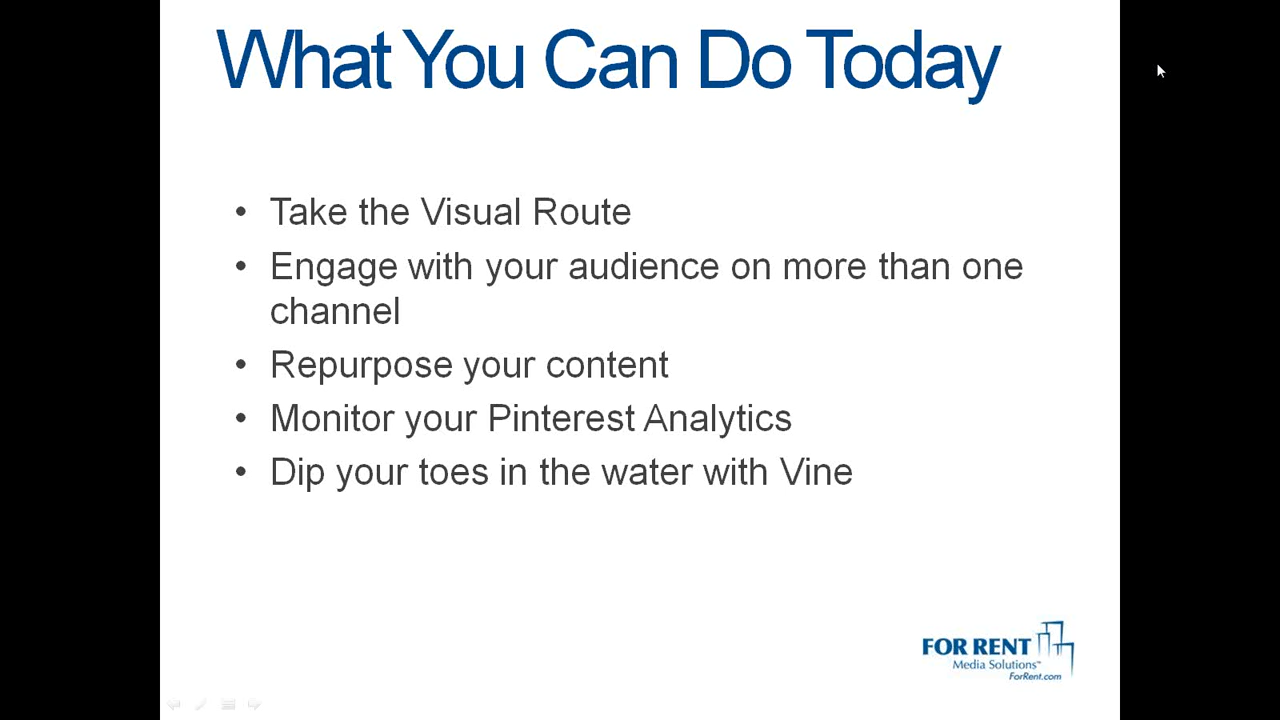 What You Can Do Today
• Take the Visual Route
• Engage with your audience on more than one
channel
• Repurpose your content
• Monitor your Pinterest Analytics
• Dip your toes in the water with Vine
FOR RENT
Media Solutions™
ForRent.com